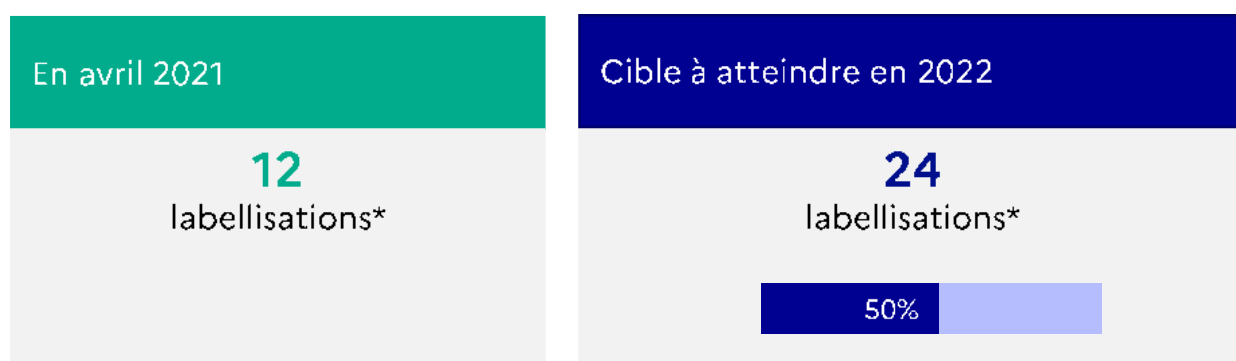 En avril 2021
12
labellisations*
Cible à atteindre en 2022
24
labellisations*
50%